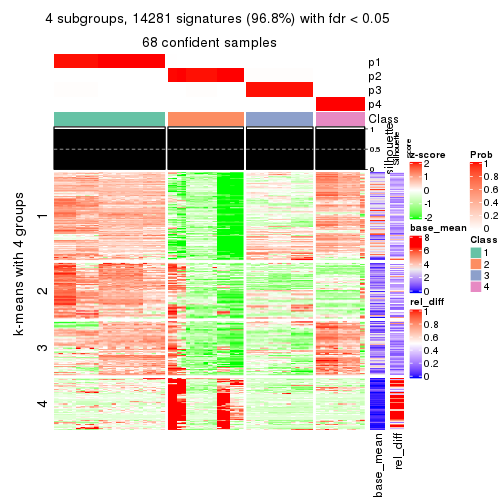 4 subgroups, 14281 signatures (96.8%) with fdr < 0.05
68 confident samples
p1
p2
p3
p4
Class
1
0.5
0
silhouette
Silhouette
score
k-means with 4 groups
1
2
3
4
base_mean
rel_diff
z-score
2
1
0
-1
-2
base_mean
8
6
4
2
0
rel_diff
1
0.8
0.6
0.4
0.2
0
Prob
1
0.8
0.6
0.4
0.2
0
Class
1
2
3
4